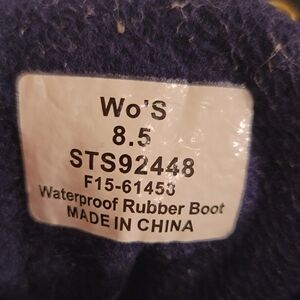 Wo'S
8.5
STS92448
F15-61453
Waterproof Rubber Boot
MADE IN CHINA